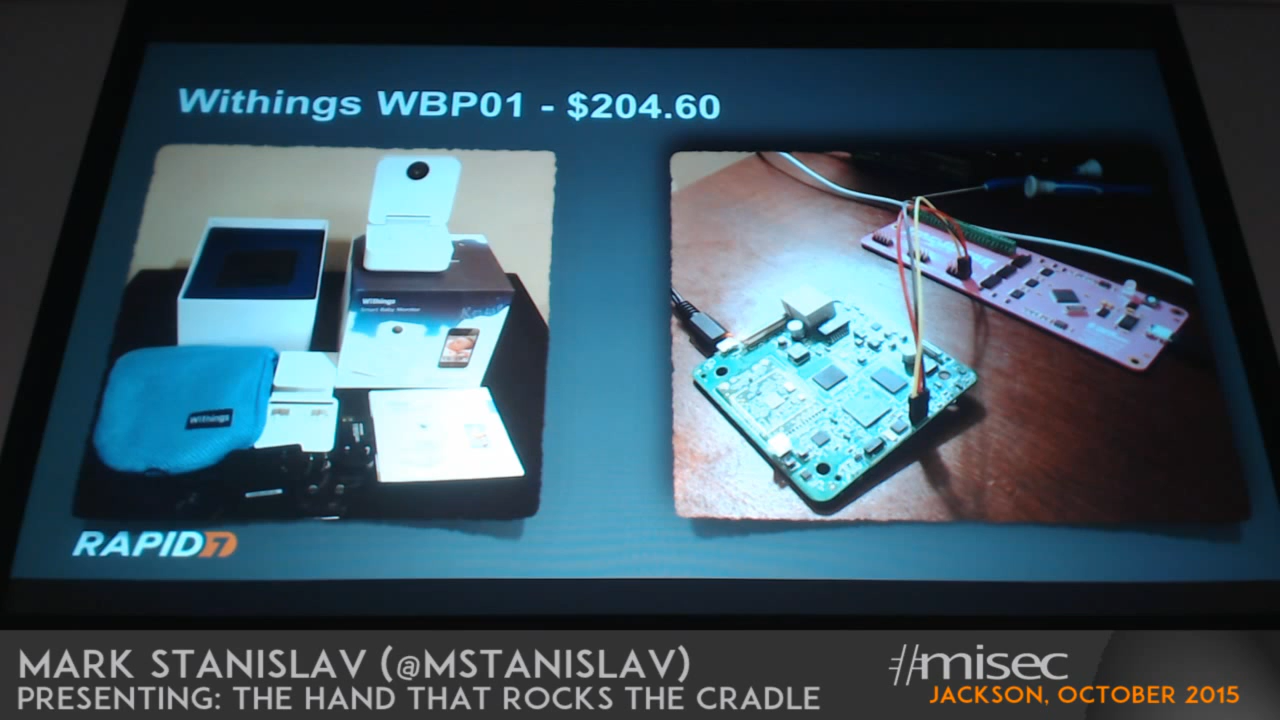 Withings WBP01 - $204.60
Withings
Smart Baby Monitor
Withings
RAPID7
MARK STANISLAV (@MSTANISLAV)
PRESENTING: THE HAND THAT ROCKS THE CRADLE
#misec
JACKSON, OCTOBER 2015